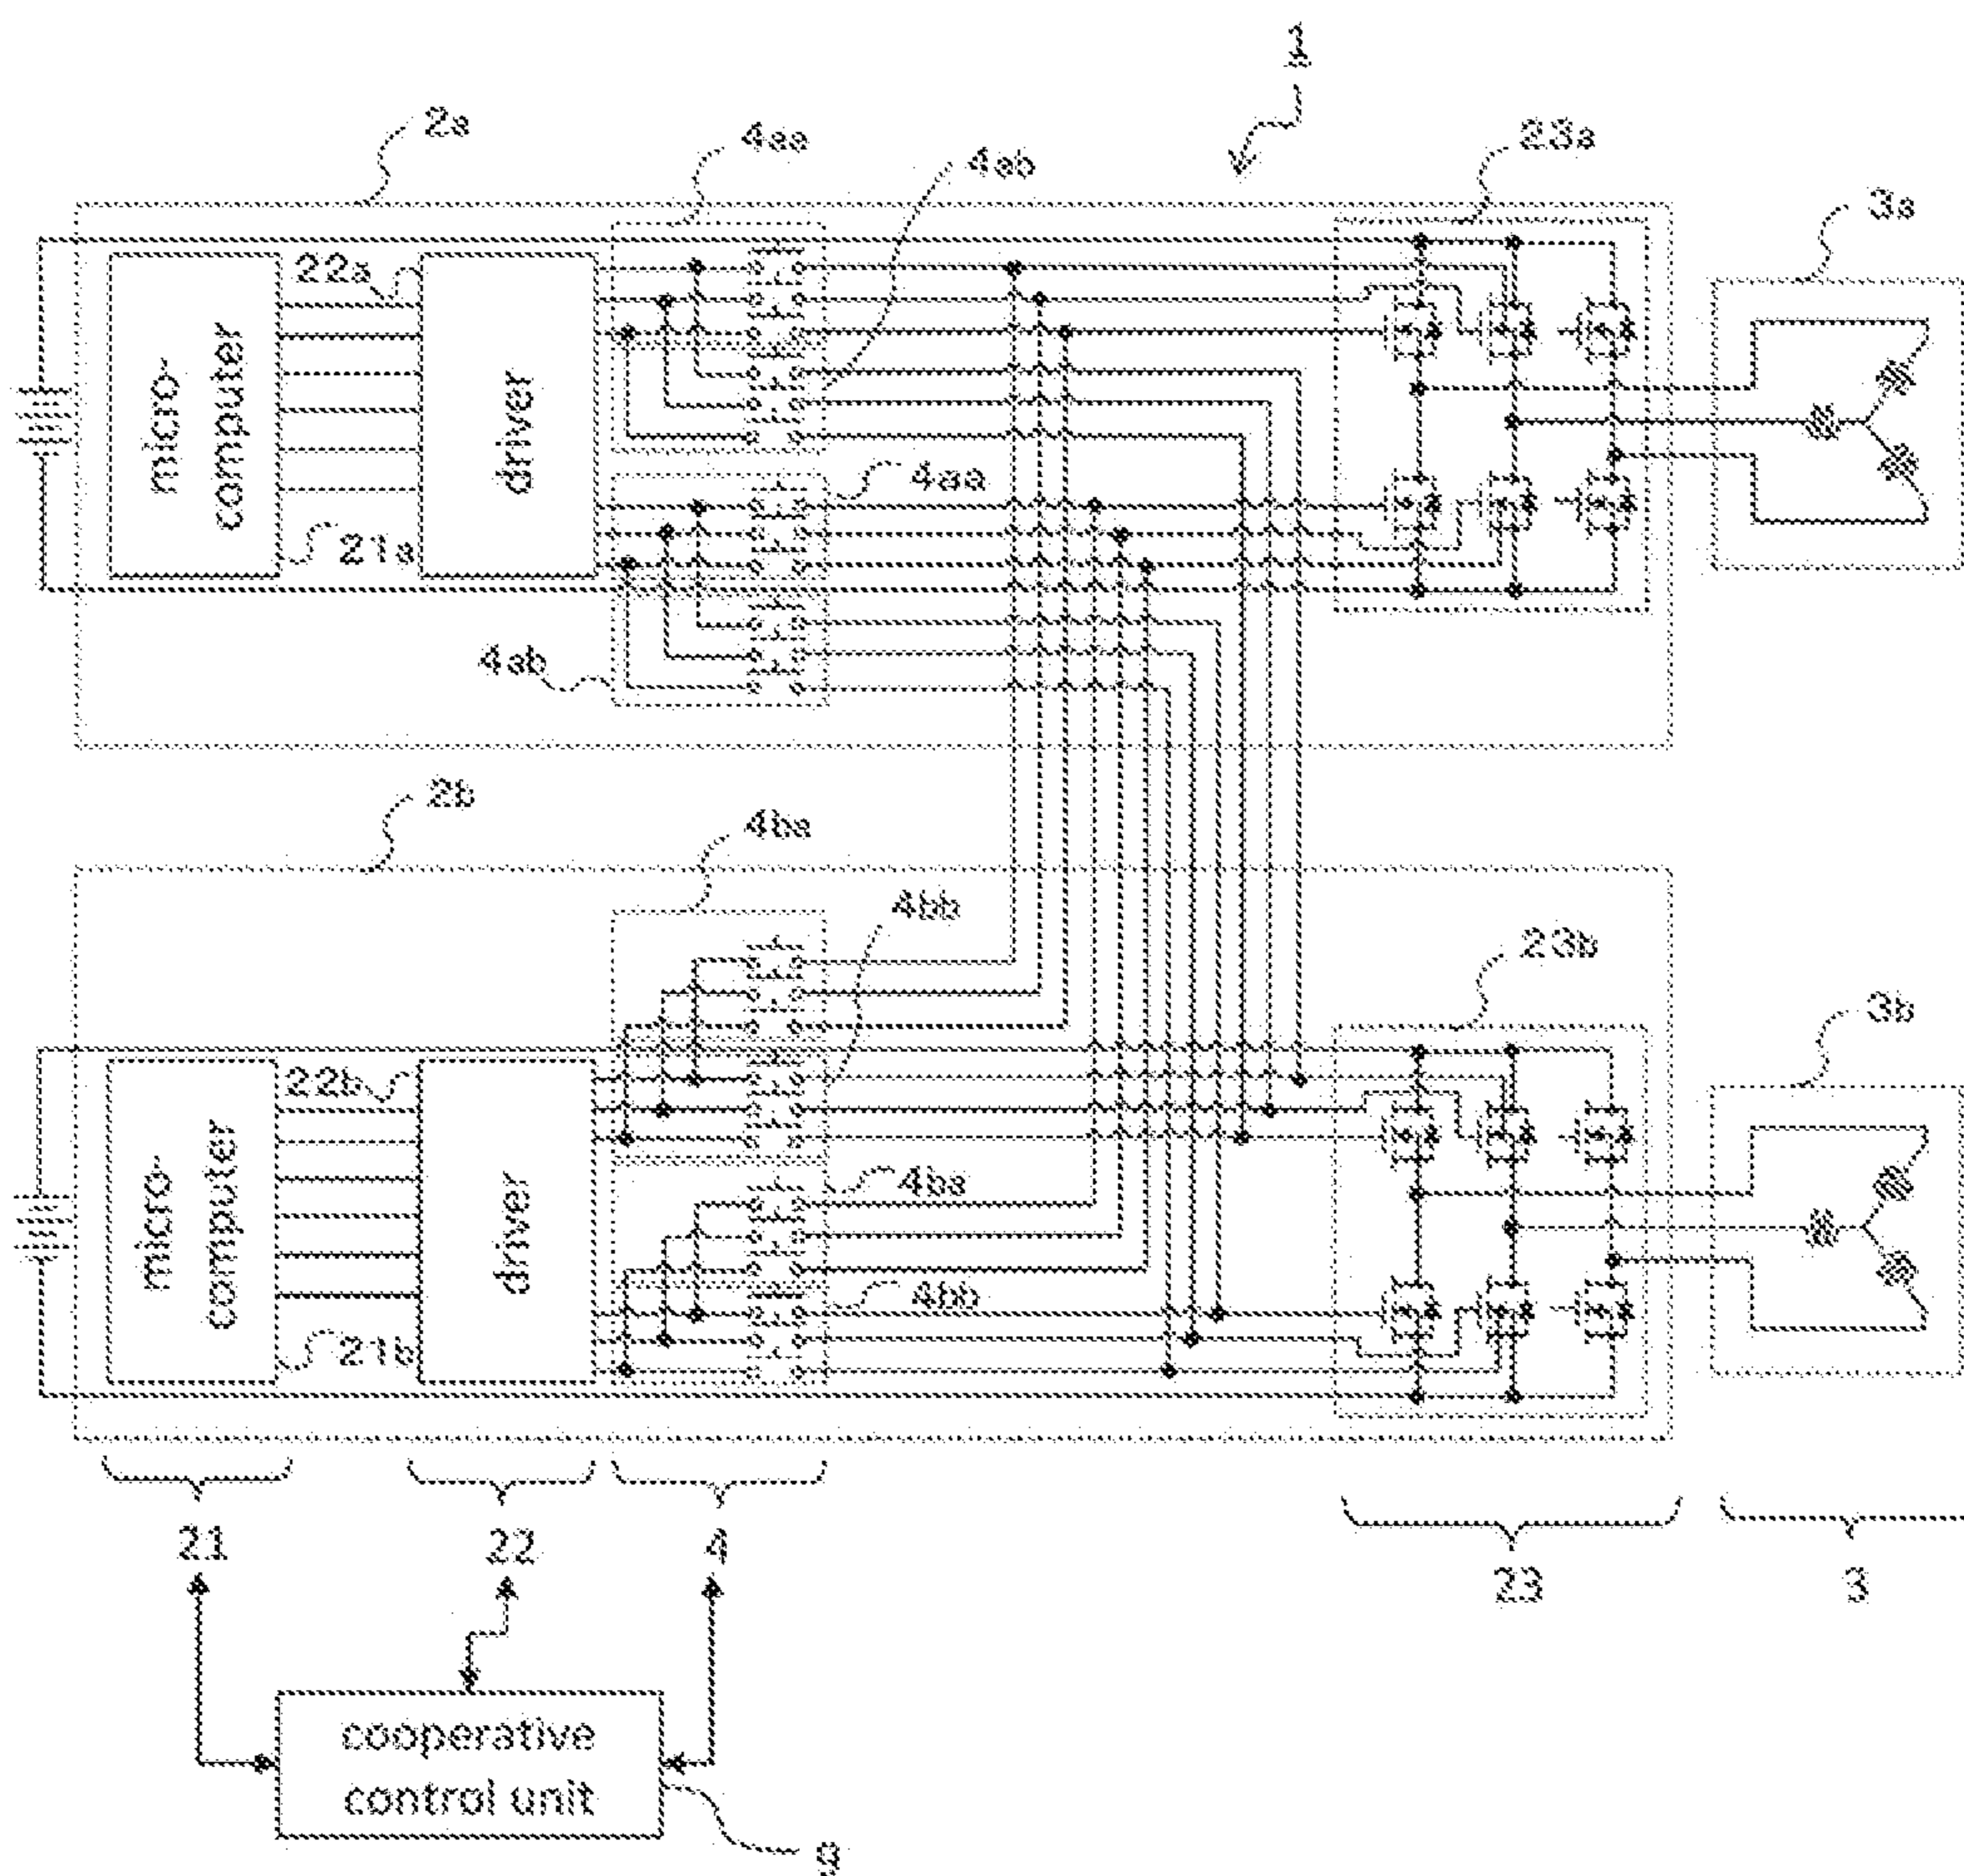 1
2a
4aa
4ab
23a
3a
22a
micro-
computer
driver
4aa
21a
4ab
2b
4ba
4bb
23b
3b
22b
micro-
computer
driver
4ba
4bb
21b
21
22
4
23
3
cooperative
control unit
9